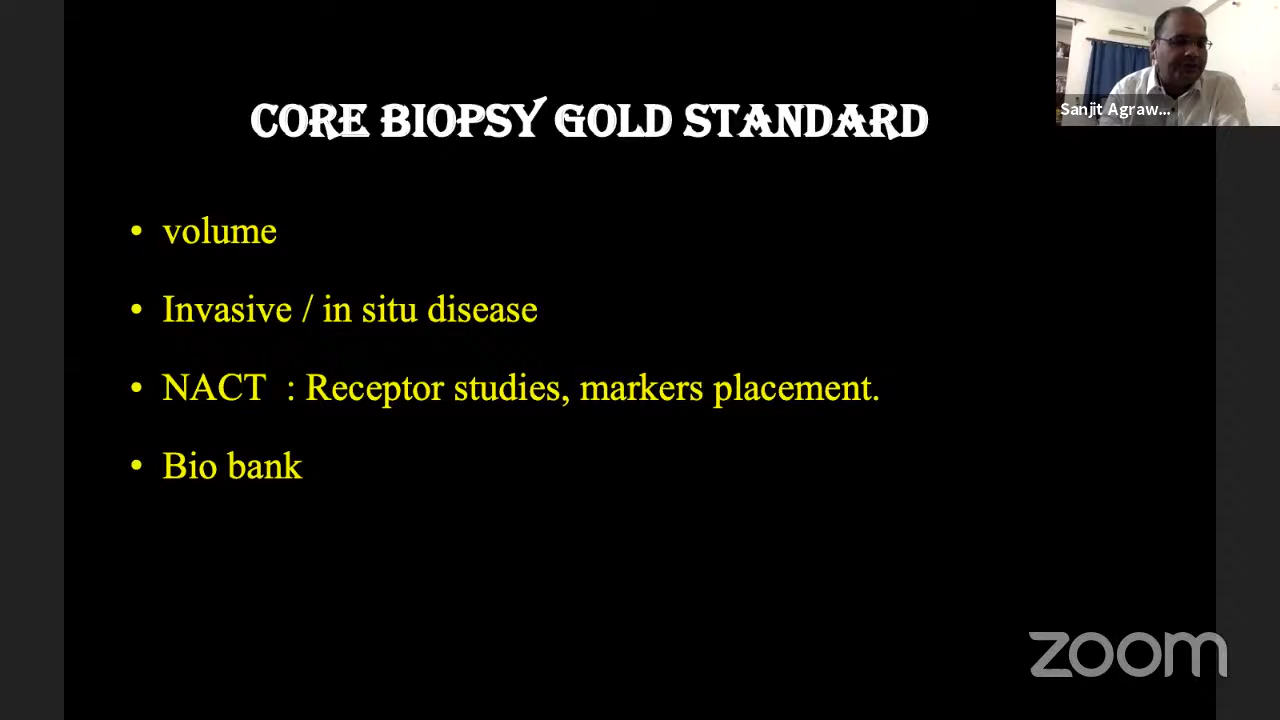 CORE BIOPSY GOLD STANDARD
Sanjit Agraw...
• volume
• Invasive / in situ disease
• NACT : Receptor studies, markers placement.
• Bio bank
zoom